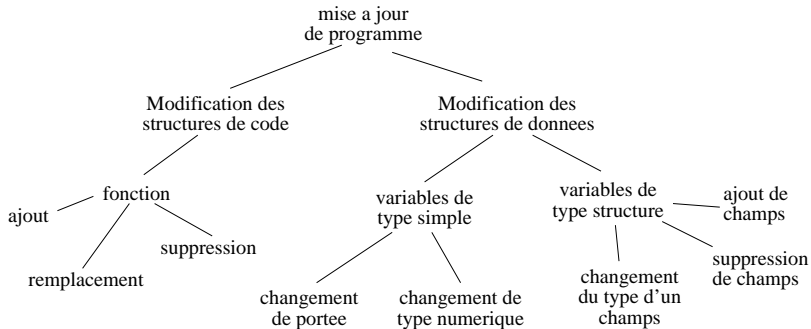 mise a jour
de programme
Modification des
structures de code
Modification des
structures de donnees
fonction
ajout
remplacement
suppression
variables de
type simple
changement
de portee
changement de
type numerique
variables de
type structure
ajout de
champs
suppression
de champs
changement
du type d'un
champs